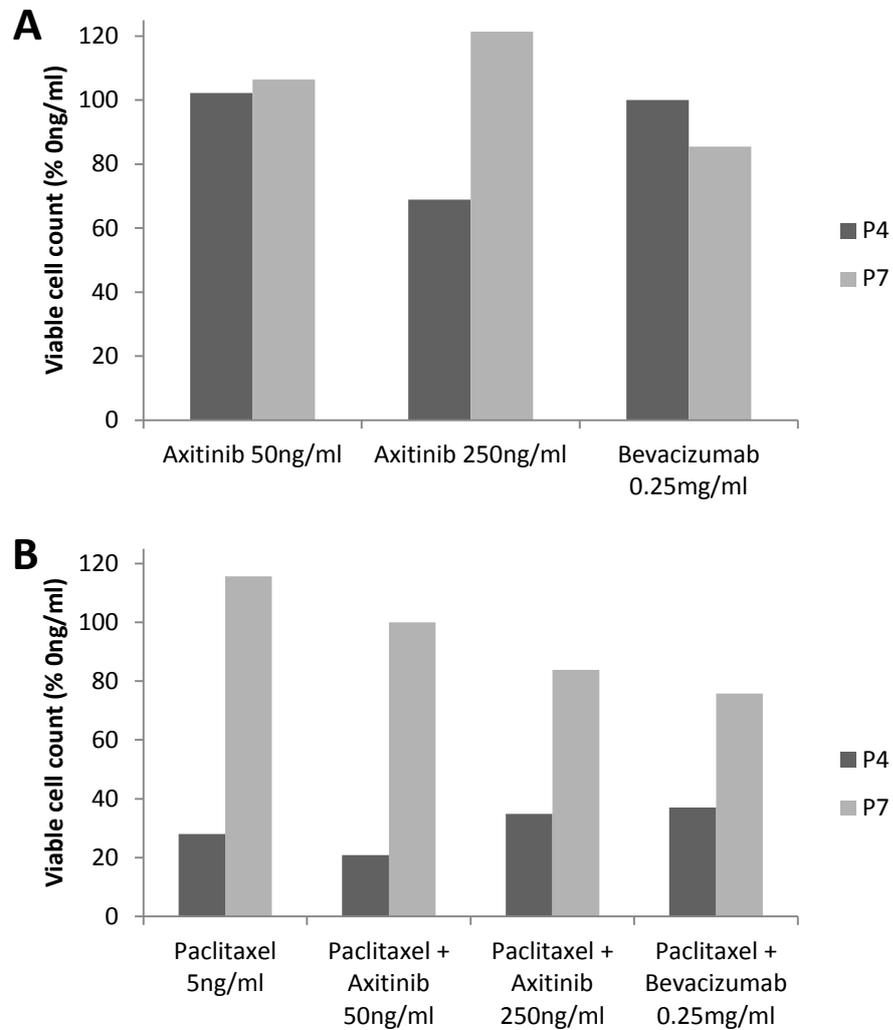 A
Viable cell count (% 0ng/ml)
120
100
80
60
40
20
0
Axitinib 50ng/ml
Axitinib 250ng/ml
Bevacizumab
0.25mg/ml
P4
P7
B
Viable cell count (% 0ng/ml)
120
100
80
60
40
20
0
Paclitaxel
5ng/ml
Paclitaxel +
Axitinib
50ng/ml
Paclitaxel +
Axitinib
250ng/ml
Paclitaxel +
Bevacizumab
0.25mg/ml
P4
P7